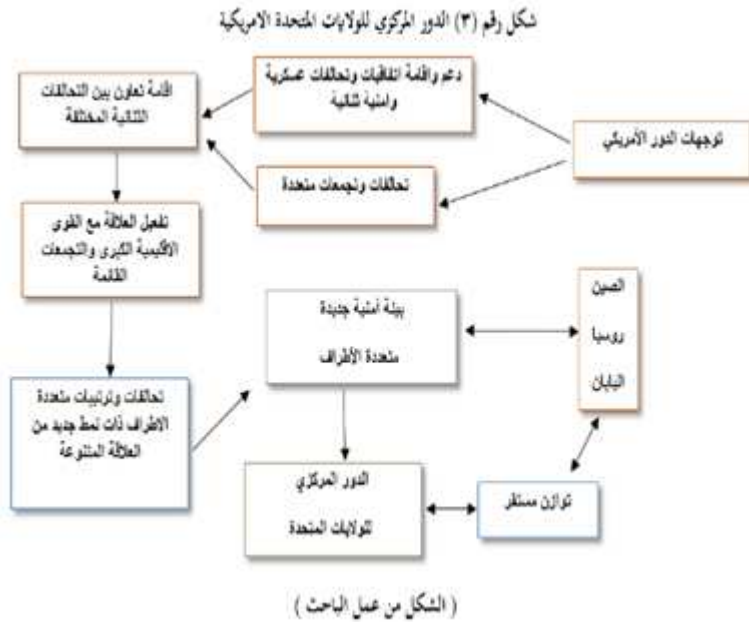 شكل رقم (٣) الدور المركزي للولايات المتحدة الامريكية
توجهات الدور الأمريكي
دعم واقامة اتفاقيات وتحالفات عسكرية
وامنية ثنائية
تحالفات وتجمعات متعددة
اقامة تعاون بين التحالفات
الثنائية المختلفة
تفعيل العلاقة مع القوى
الاقليمية الكبرى والتجمعات
القائمة
تحالفات وترتيبات متعددة
الاطراف ذات نمط جديد من
العلاقة المتنوعة
بيئة أمنية جديدة
متعددة الأطراف
الصين
روسيا
اليابان
الدور المركزي
للولايات المتحدة
توازن مستقر
( الشكل من عمل الباحث )